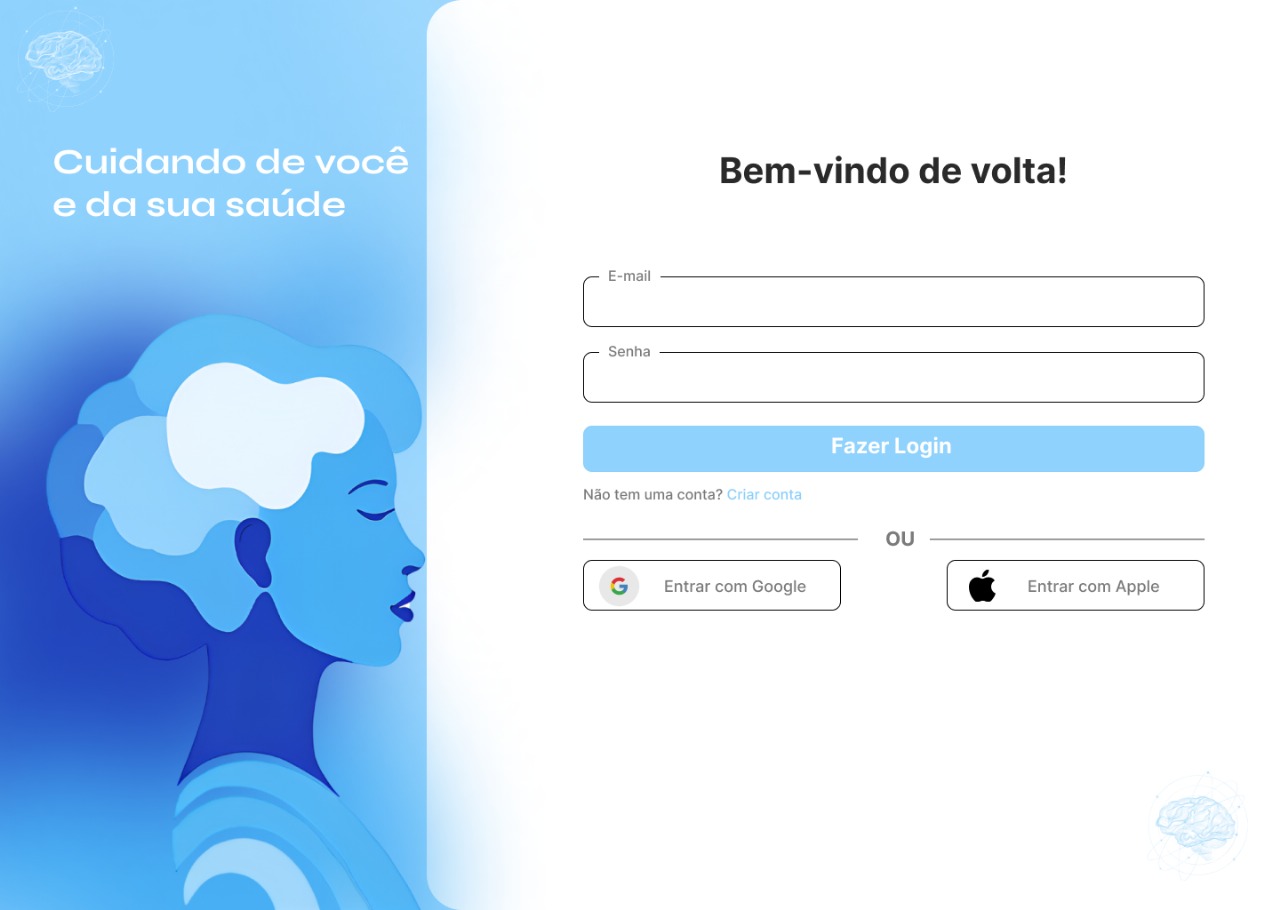 Cuidando de você
e da sua saúde
Bem-vindo de volta!
E-mail
Senha
Fazer Login
Não tem uma conta? Criar conta
OU
Entrar com Google
Entrar com Apple